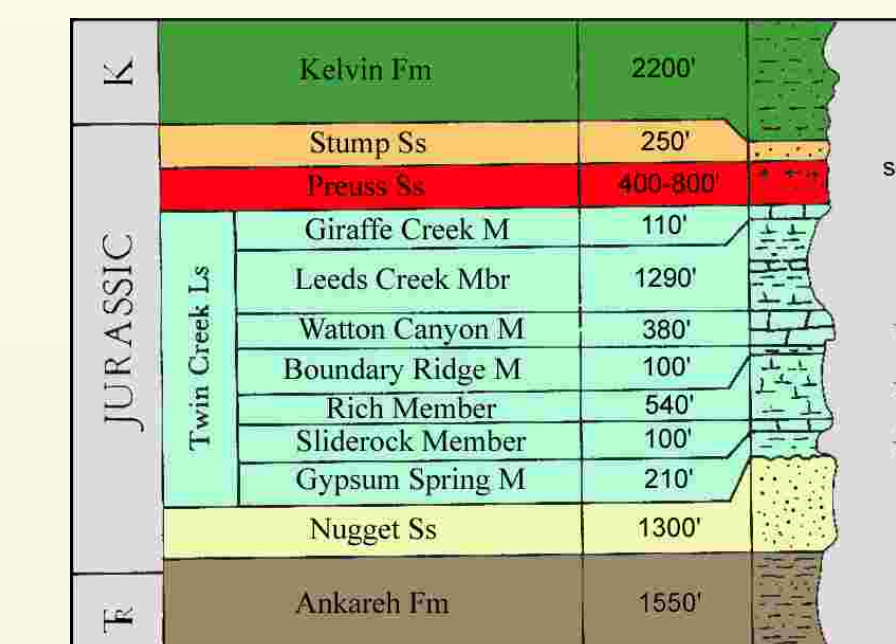 K
Kelvin Fm 2200'
Stump Ss 250'
Preuss Ss 400-800'
JURASSIC
Twin Creek Ls
Giraffe Creek M 110'
Leeds Creek Mbr 1290'
Watton Canyon M 380'
Boundary Ridge M 100'
Rich Member 540'
Sliderock Member 100'
Gypsum Spring M 210'
Nugget Ss 1300'
Ankareh Fm 1550'
s